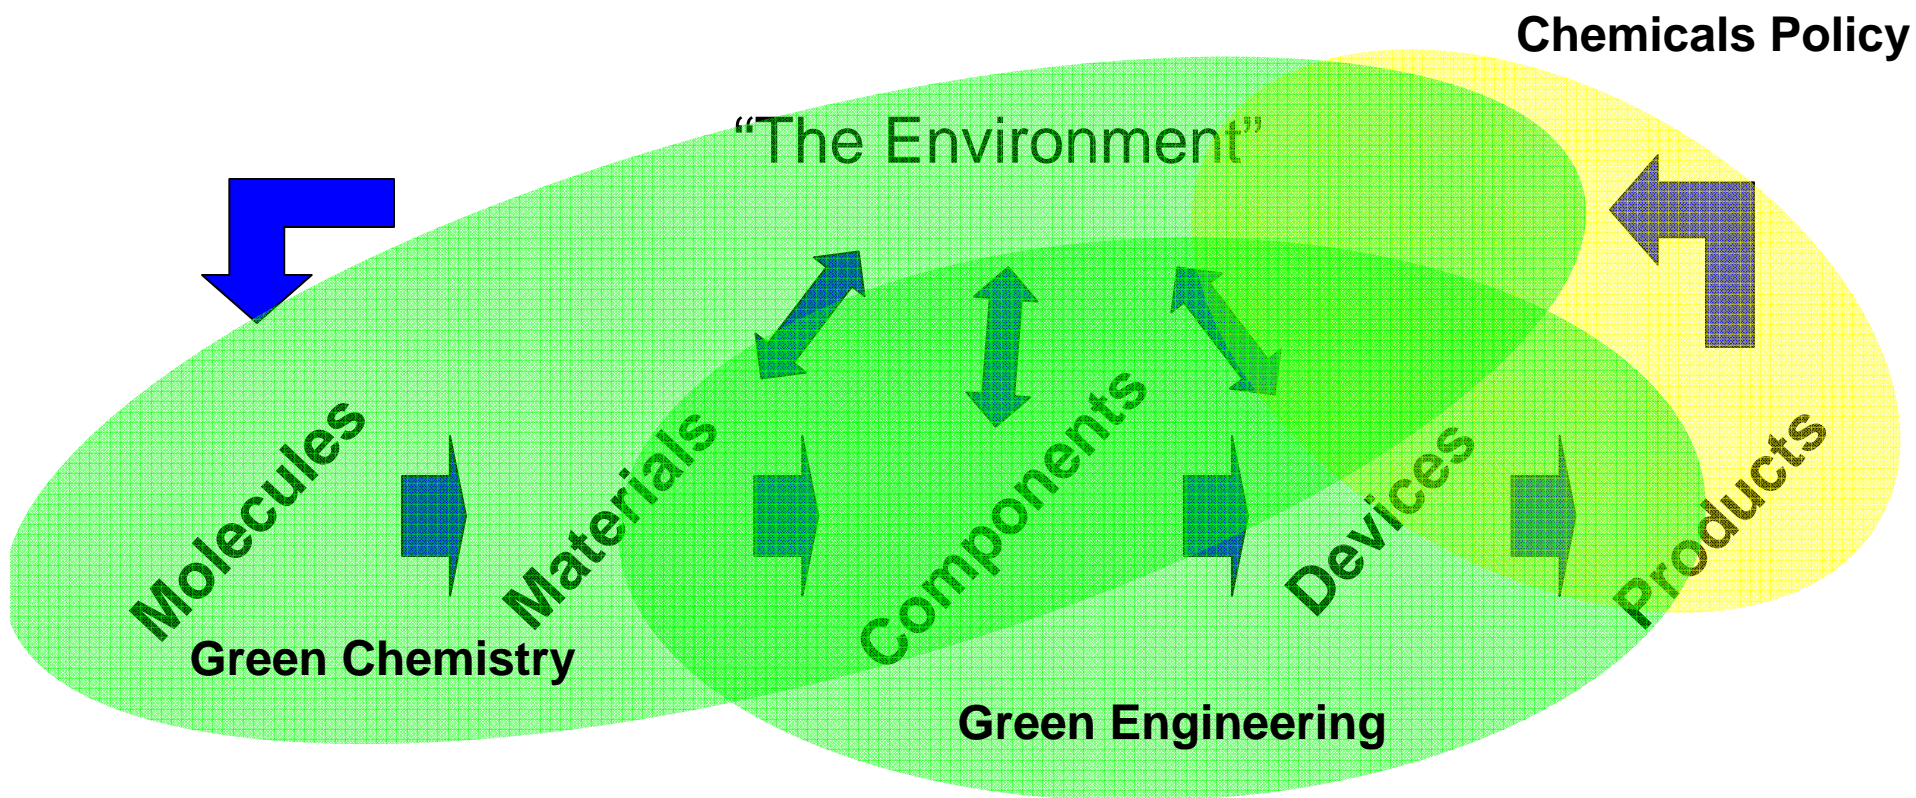 Chemicals Policy
“The Environment”
Molecules
Materials
Components
Devices
Products
Green Chemistry
Green Engineering